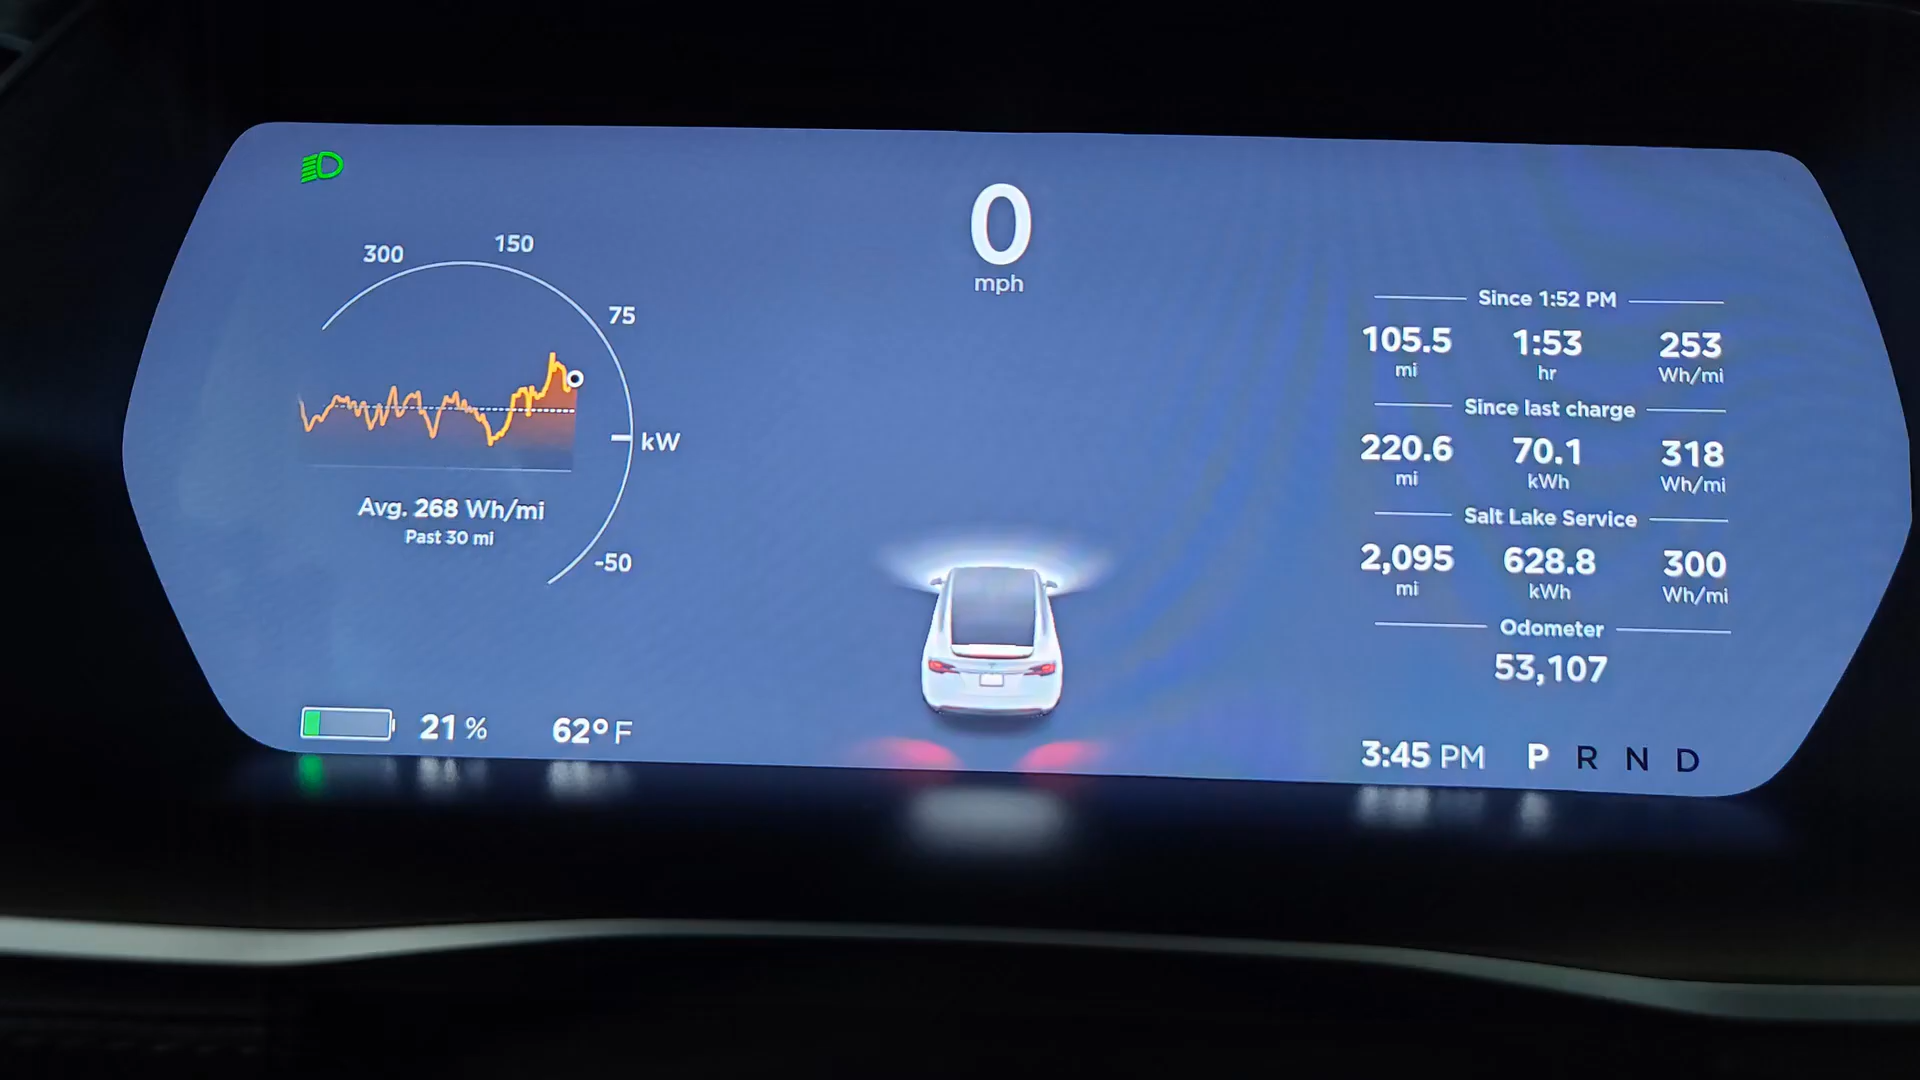 0
mph
300
150
75
kW
-50
Avg. 268 Wh/mi
Past 30 mi
Since 1:52 PM
105.5 1:53 253
mi hr Wh/mi
Since last charge
220.6 70.1 318
mi kWh Wh/mi
Salt Lake Service
2,095 628.8 300
mi kWh Wh/mi
Odometer
53,107
21 % 62° F
3:45 PM P R N D